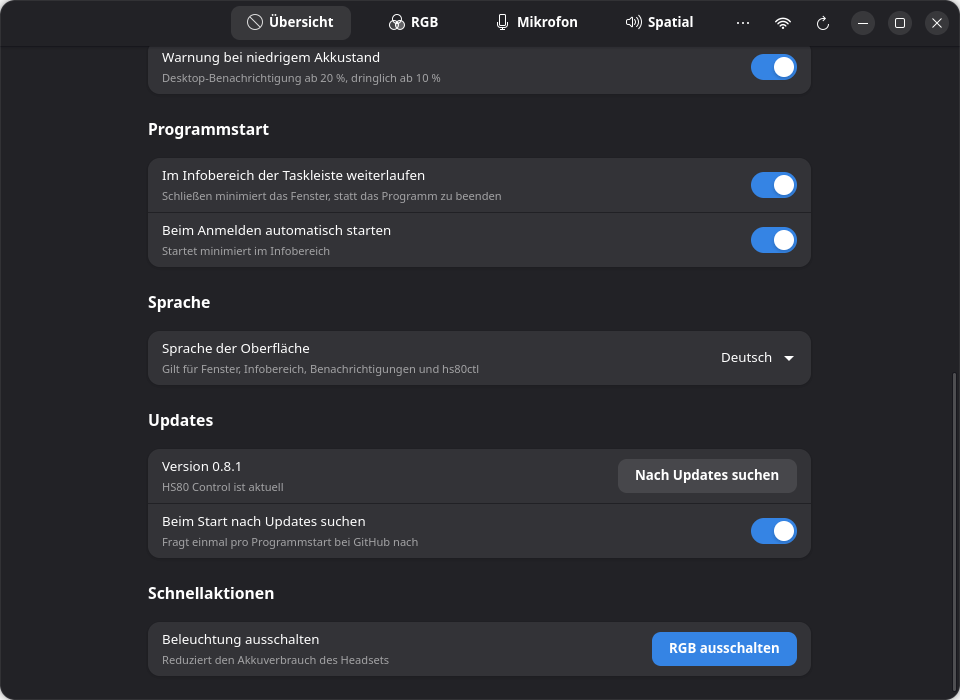 Übersicht
RGB
Mikrofon
Spatial
Warnung bei niedrigem Akkustand
Desktop-Benachrichtigung ab 20 %, dringlich ab 10 %
Programmstart
Im Infobereich der Taskleiste weiterlaufen
Schließen minimiert das Fenster, statt das Programm zu beenden
Beim Anmelden automatisch starten
Startet minimiert im Infobereich
Sprache
Sprache der Oberfläche
Deutsch
Gilt für Fenster, Infobereich, Benachrichtigungen und hs80ctl
Updates
Version 0.8.1
Nach Updates suchen
HS80 Control ist aktuell
Beim Start nach Updates suchen
Fragt einmal pro Programmstart bei GitHub nach
Schnellaktionen
Beleuchtung ausschalten
RGB ausschalten
Reduziert den Akkuverbrauch des Headsets